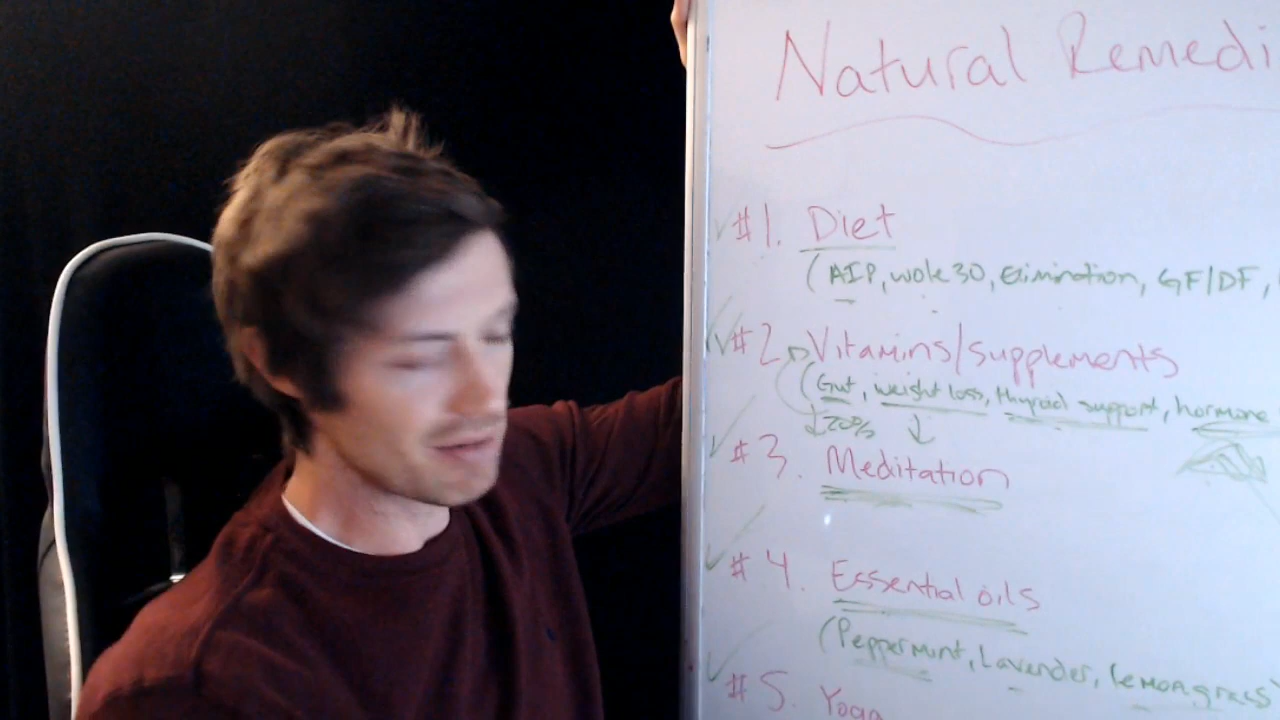 Natural Remedi
#1. Diet
(AIP, wole 30, Elimination, GF/DF,
#2 Vitamins/supplements
(Gut, weight loss, thyroid support, hormone
20%
#3. Meditation
#4. Essential oils
(Peppermint, Lavender, lemongrass)
#5. Yoga